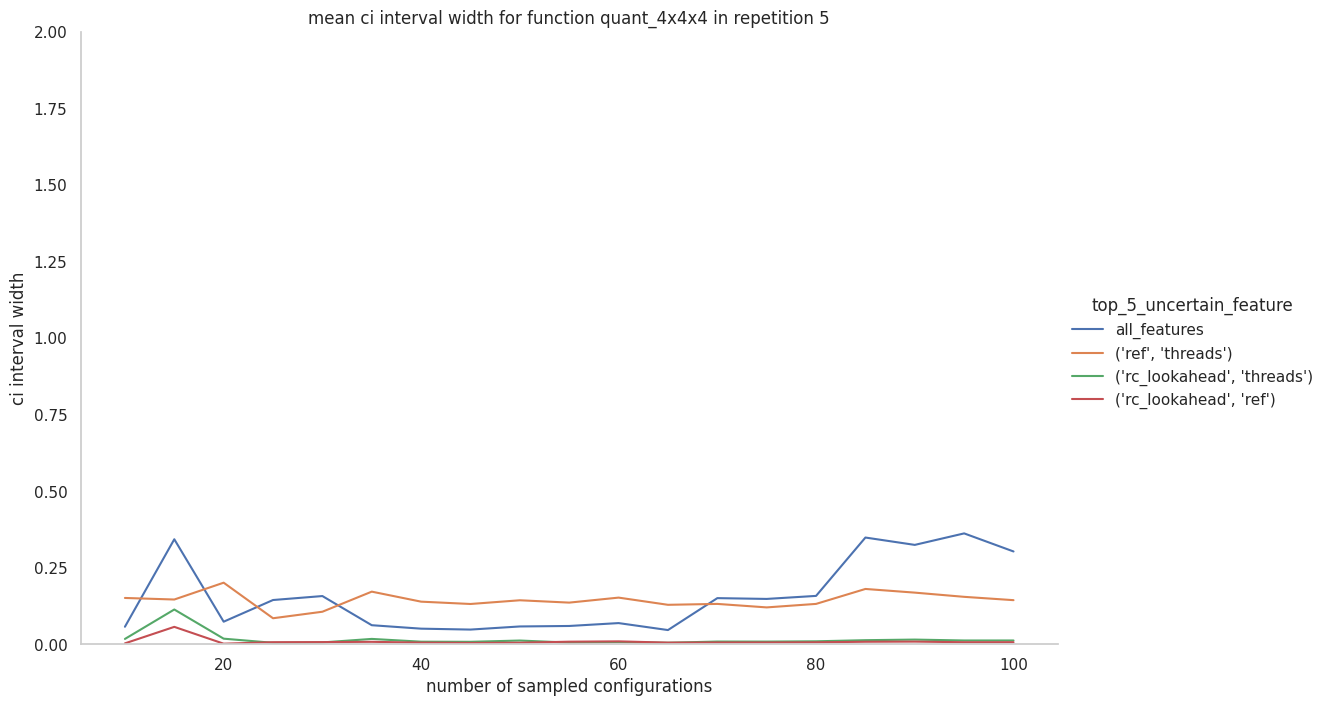 mean ci interval width for function quant_4x4x4 in repetition 5
2.00
1.75
1.50
1.25
1.00
0.75
0.50
0.25
0.00
ci interval width
20
40
60
80
100
number of sampled configurations
top_5_uncertain_feature
all_features
('ref', 'threads')
('rc_lookahead', 'threads')
('rc_lookahead', 'ref')